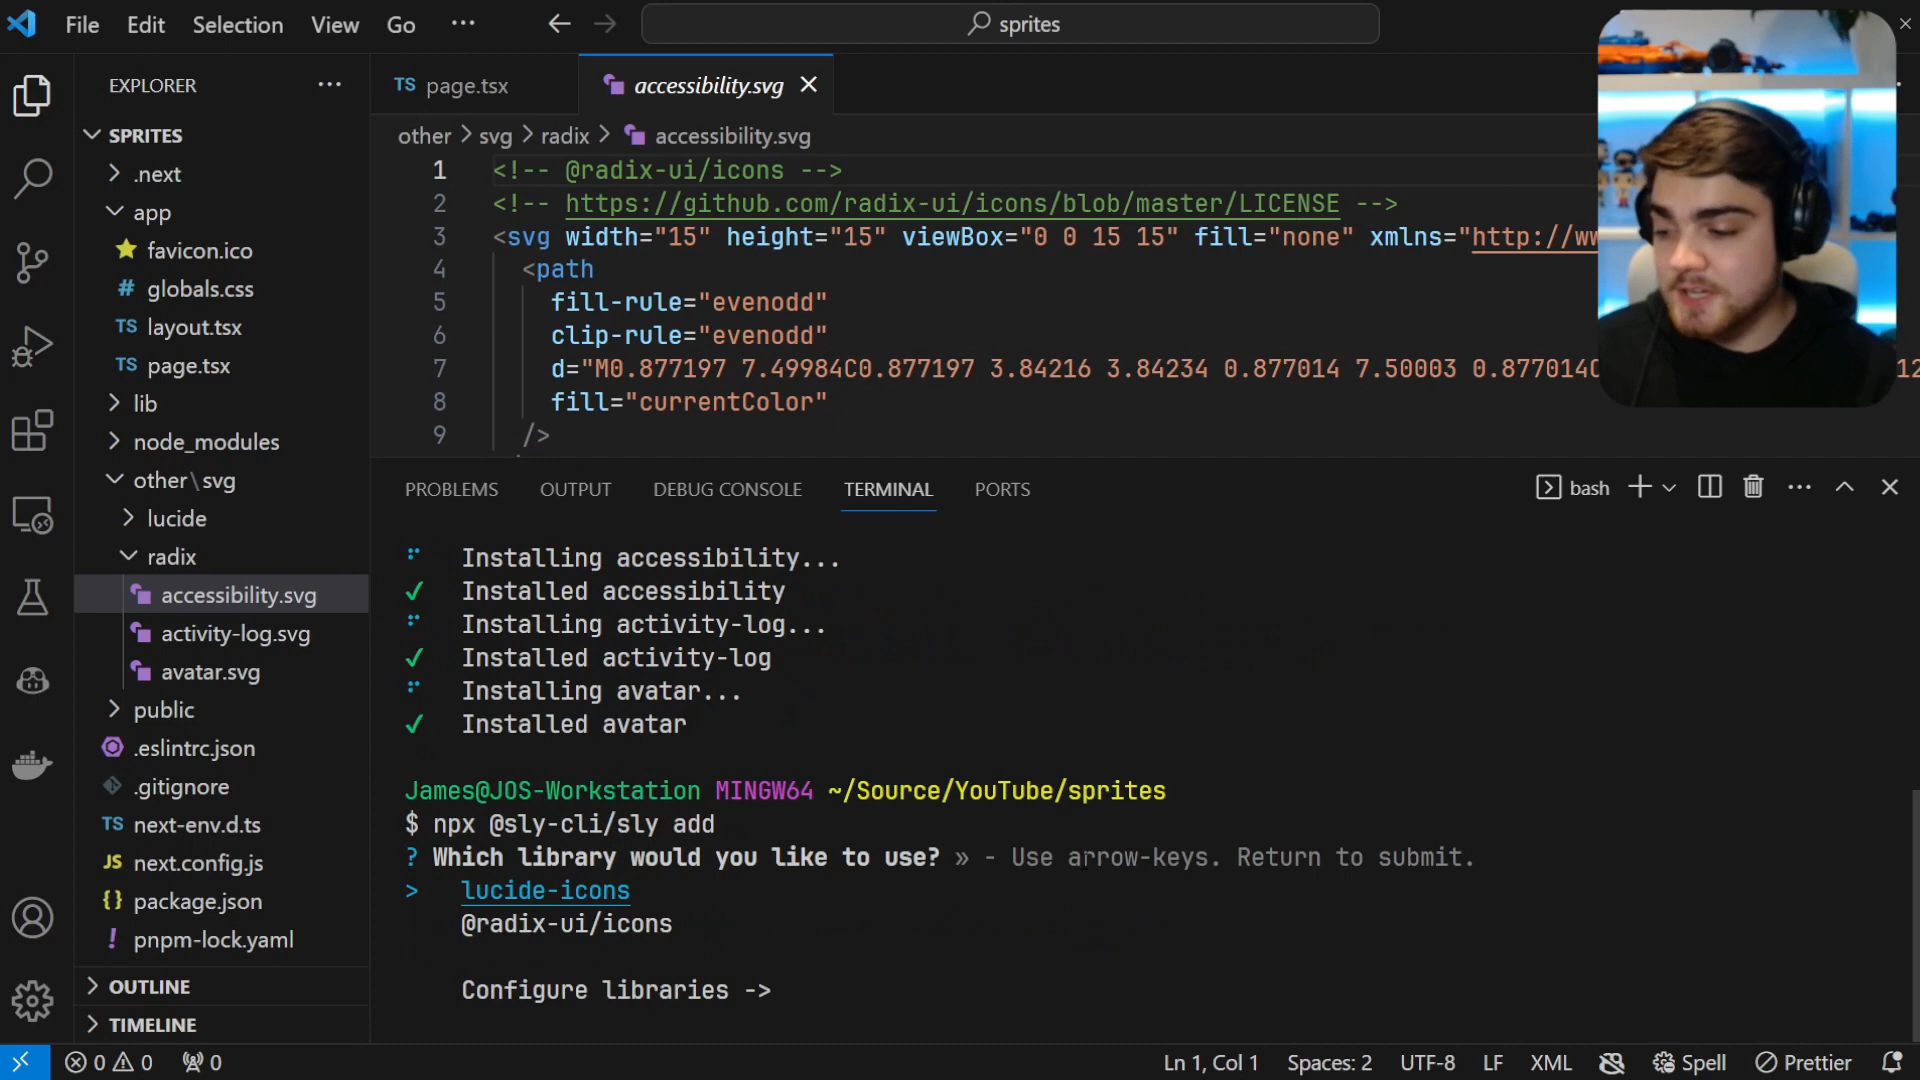 File Edit Selection View Go ··· sprites
EXPLORER ···
SPRITES
.next
app
favicon.ico
# globals.css
TS layout.tsx
TS page.tsx
lib
node_modules
other\svg
lucide
radix
accessibility.svg
activity-log.svg
avatar.svg
public
.eslintrc.json
.gitignore
TS next-env.d.ts
JS next.config.js
{} package.json
! pnpm-lock.yaml
OUTLINE
TIMELINE
TS page.tsx accessibility.svg
other > svg > radix > accessibility.svg
1 <!-- @radix-ui/icons -->
2 <!-- https://github.com/radix-ui/icons/blob/master/LICENSE -->
3 <svg width="15" height="15" viewBox="0 0 15 15" fill="none" xmlns="http://ww
4 <path
5 fill-rule="evenodd"
6 clip-rule="evenodd"
7 d="M0.877197 7.49984C0.877197 3.84216 3.84234 0.877014 7.50003 0.877014C 12
8 fill="currentColor"
9 />
PROBLEMS OUTPUT DEBUG CONSOLE TERMINAL PORTS bash
Installing accessibility...
✓ Installed accessibility
Installing activity-log...
✓ Installed activity-log
Installing avatar...
✓ Installed avatar
James@JOS-Workstation MINGW64 ~/Source/YouTube/sprites
$ npx @sly-cli/sly add
? Which library would you like to use? » - Use arrow-keys. Return to submit.
> lucide-icons
@radix-ui/icons
Configure libraries ->
0 0 0 Ln 1, Col 1 Spaces: 2 UTF-8 LF XML Spell Prettier